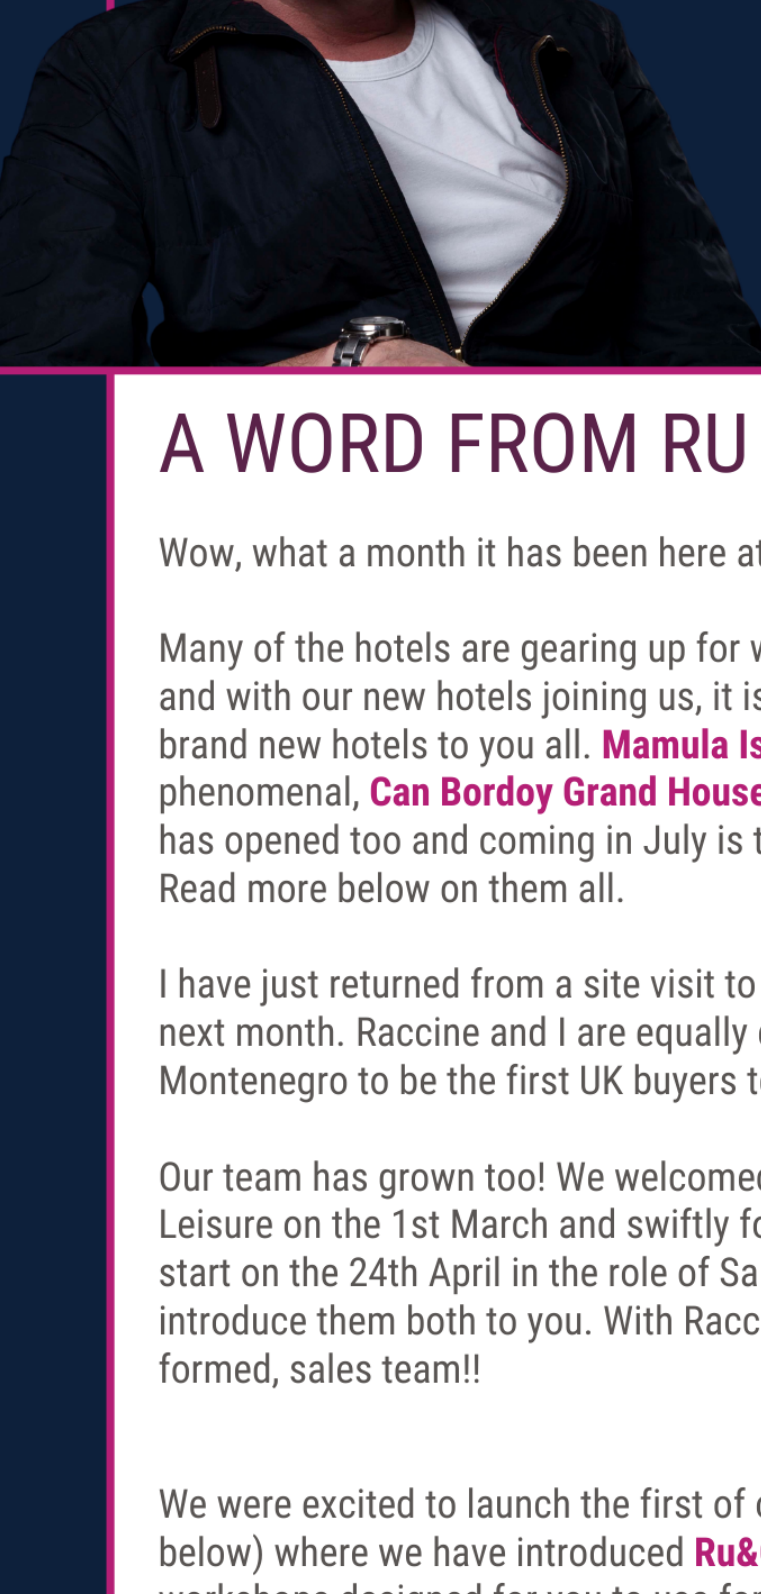 A WORD FROM RU
Wow, what a month it has been here at
Many of the hotels are gearing up for
and with our new hotels joining us, it
brand new hotels to you all. Mamula
phenomenal, Can Bordoy Grand House
has opened too and coming in July is
Read more below on them all.
I have just returned from a site visit to
next month. Raccine and I are equally
Montenegro to be the first UK buyers
Our team has grown too! We welcomed
Leisure on the 1st March and swiftly
start on the 24th April in the role of
introduce them both to you. With
formed, sales team!!
We were excited to launch the first of
below) where we have introduced